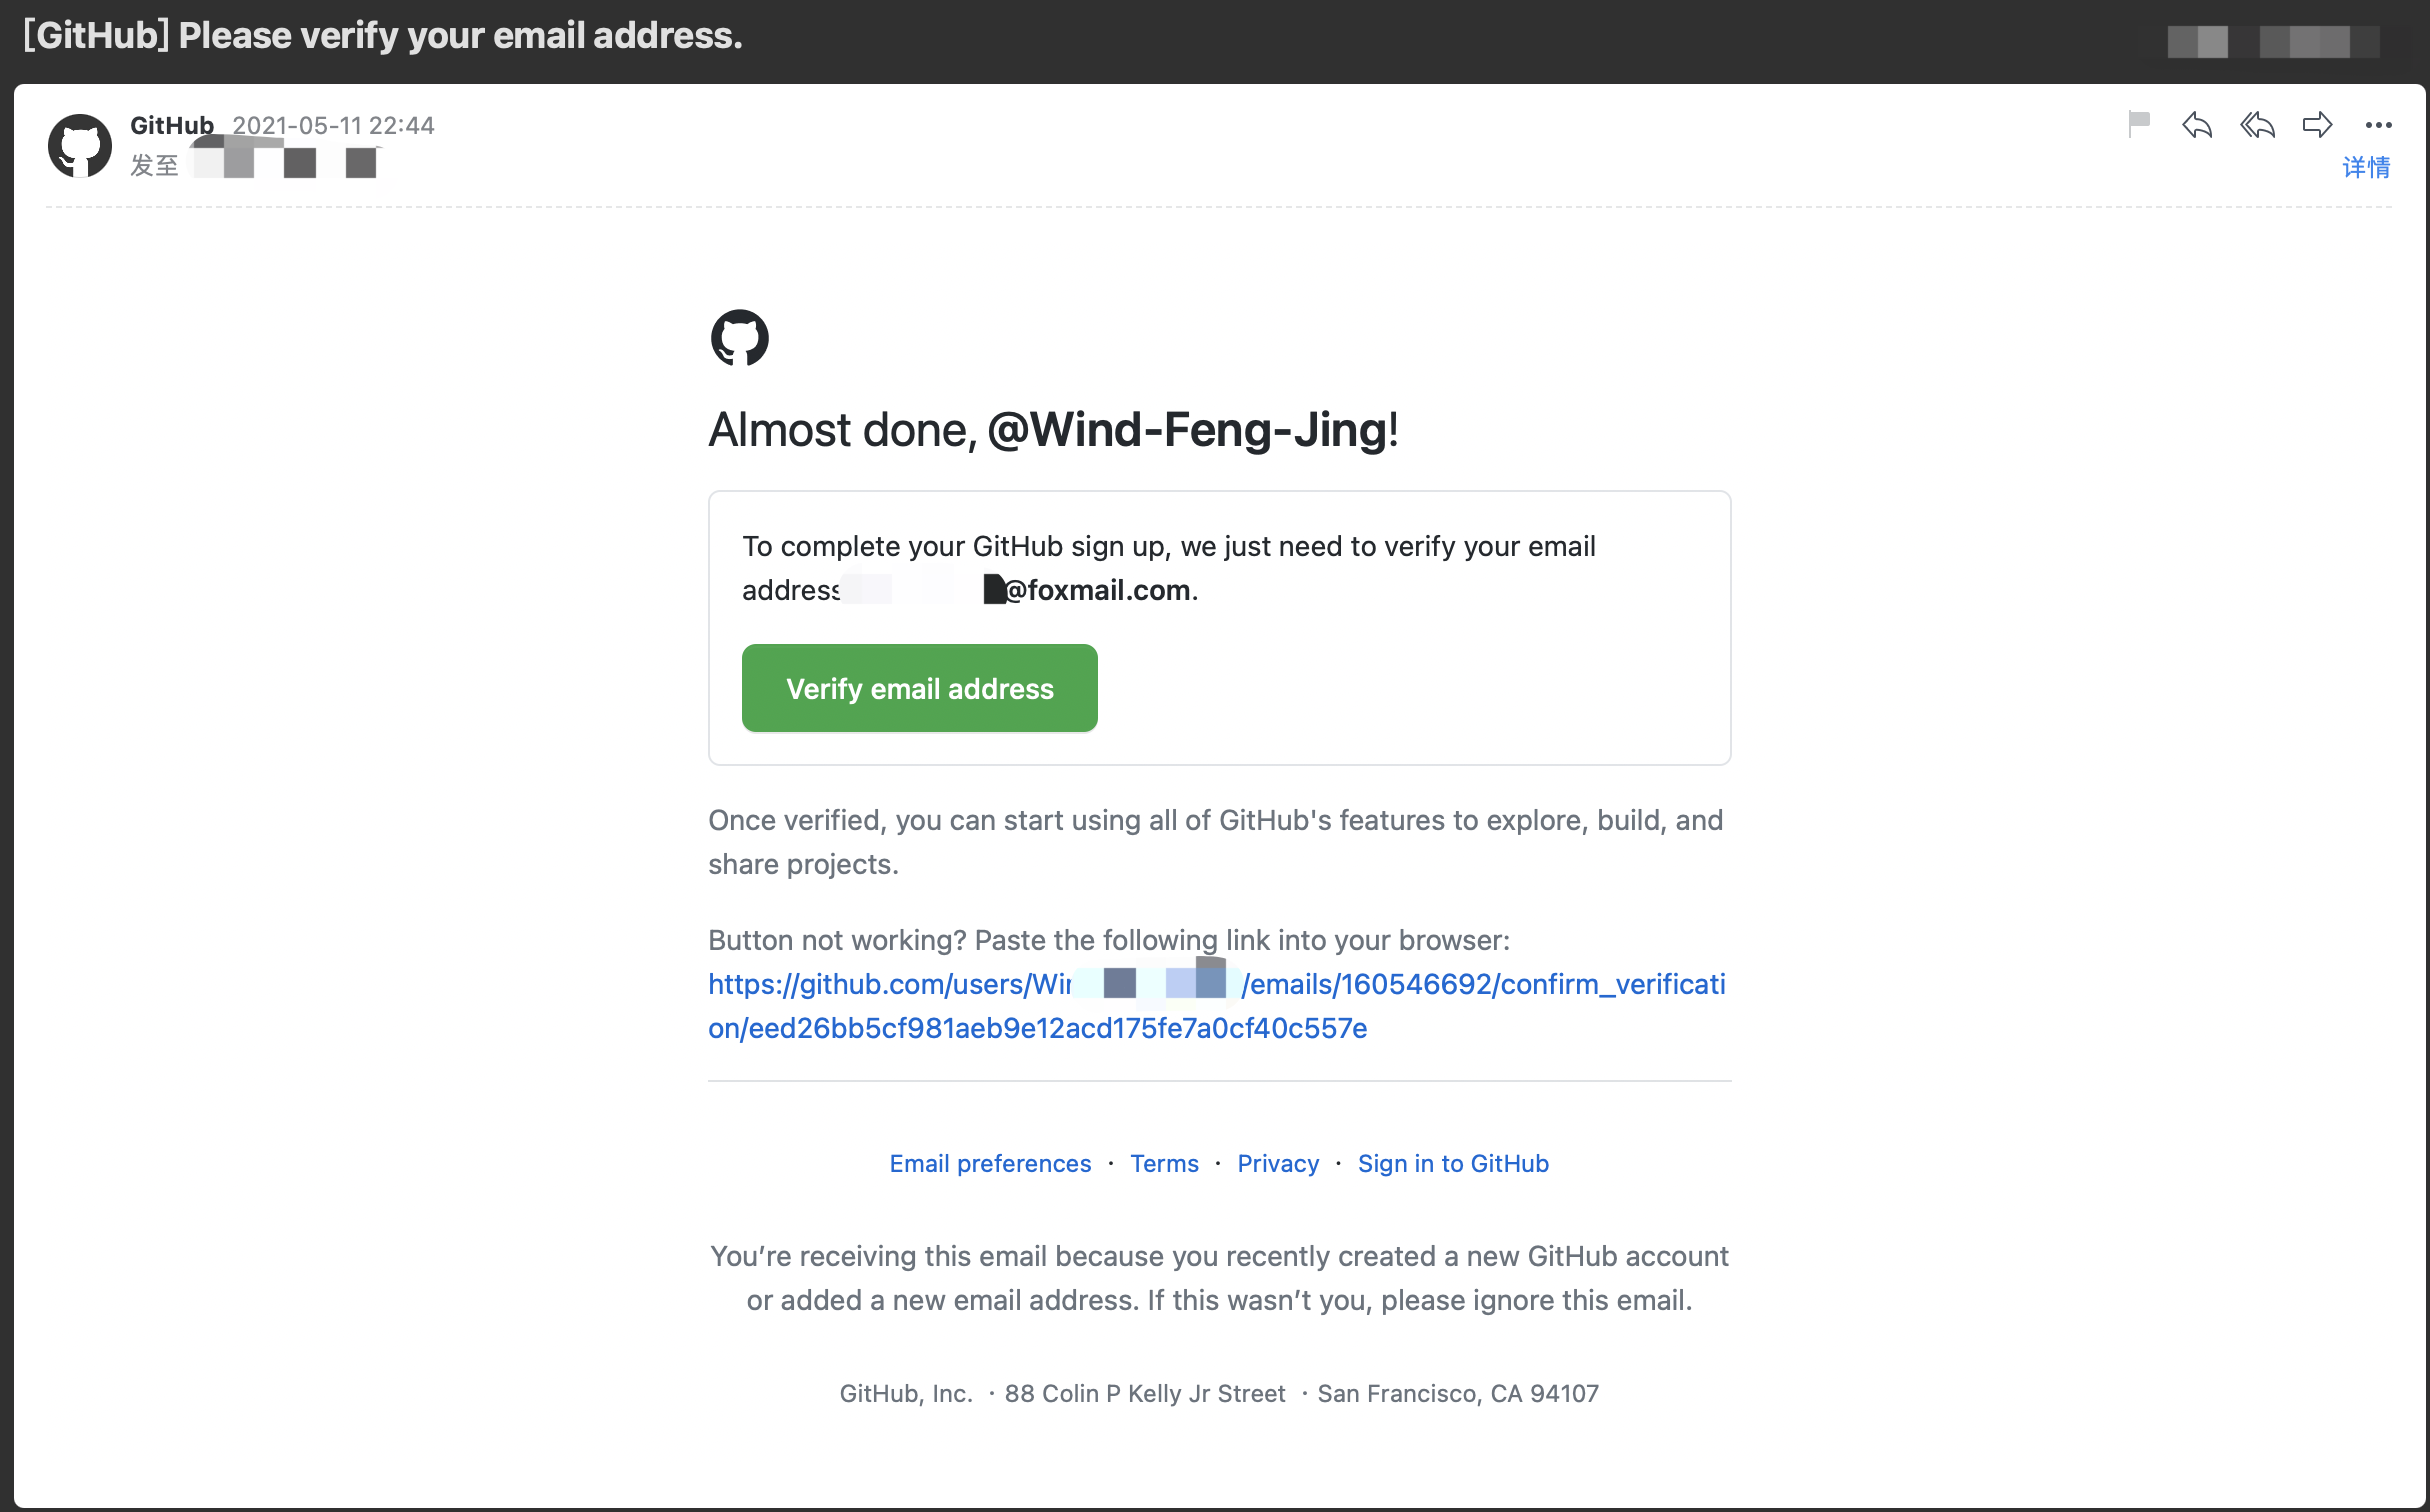 [GitHub] Please verify your email address.
GitHub 2021-05-11 22:44
发至
详情
Almost done, @Wind-Feng-Jing!
To complete your GitHub sign up, we just need to verify your email
address @foxmail.com.
Verify email address
Once verified, you can start using all of GitHub's features to explore, build, and
share projects.
Button not working? Paste the following link into your browser:
https://github.com/users/Win /emails/160546692/confirm_verificati
on/eed26bb5cf981aeb9e12acd175fe7a0cf40c557e
Email preferences · Terms · Privacy · Sign in to GitHub
You’re receiving this email because you recently created a new GitHub account
or added a new email address. If this wasn’t you, please ignore this email.
GitHub, Inc. ・88 Colin P Kelly Jr Street ・San Francisco, CA 94107